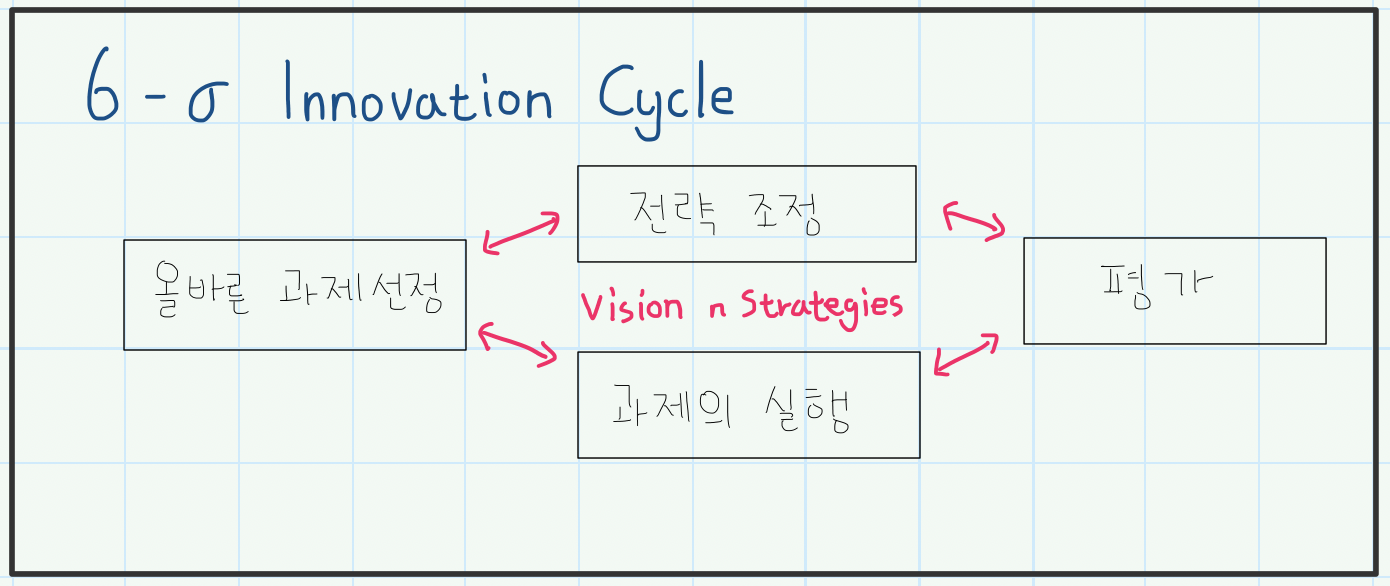 6-σ Innovation Cycle
전략 조정
올바른 과제선정
평가
Vision n Strategies
과제의 실행